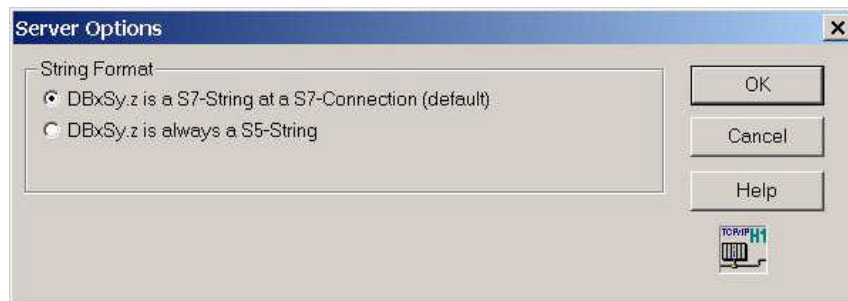 Server Options
String Format
DBxSy.z is a S7-String at a S7-Connection (default)
DBxSy.z is always a S5-String
OK
Cancel
Help
TCP/IP H1